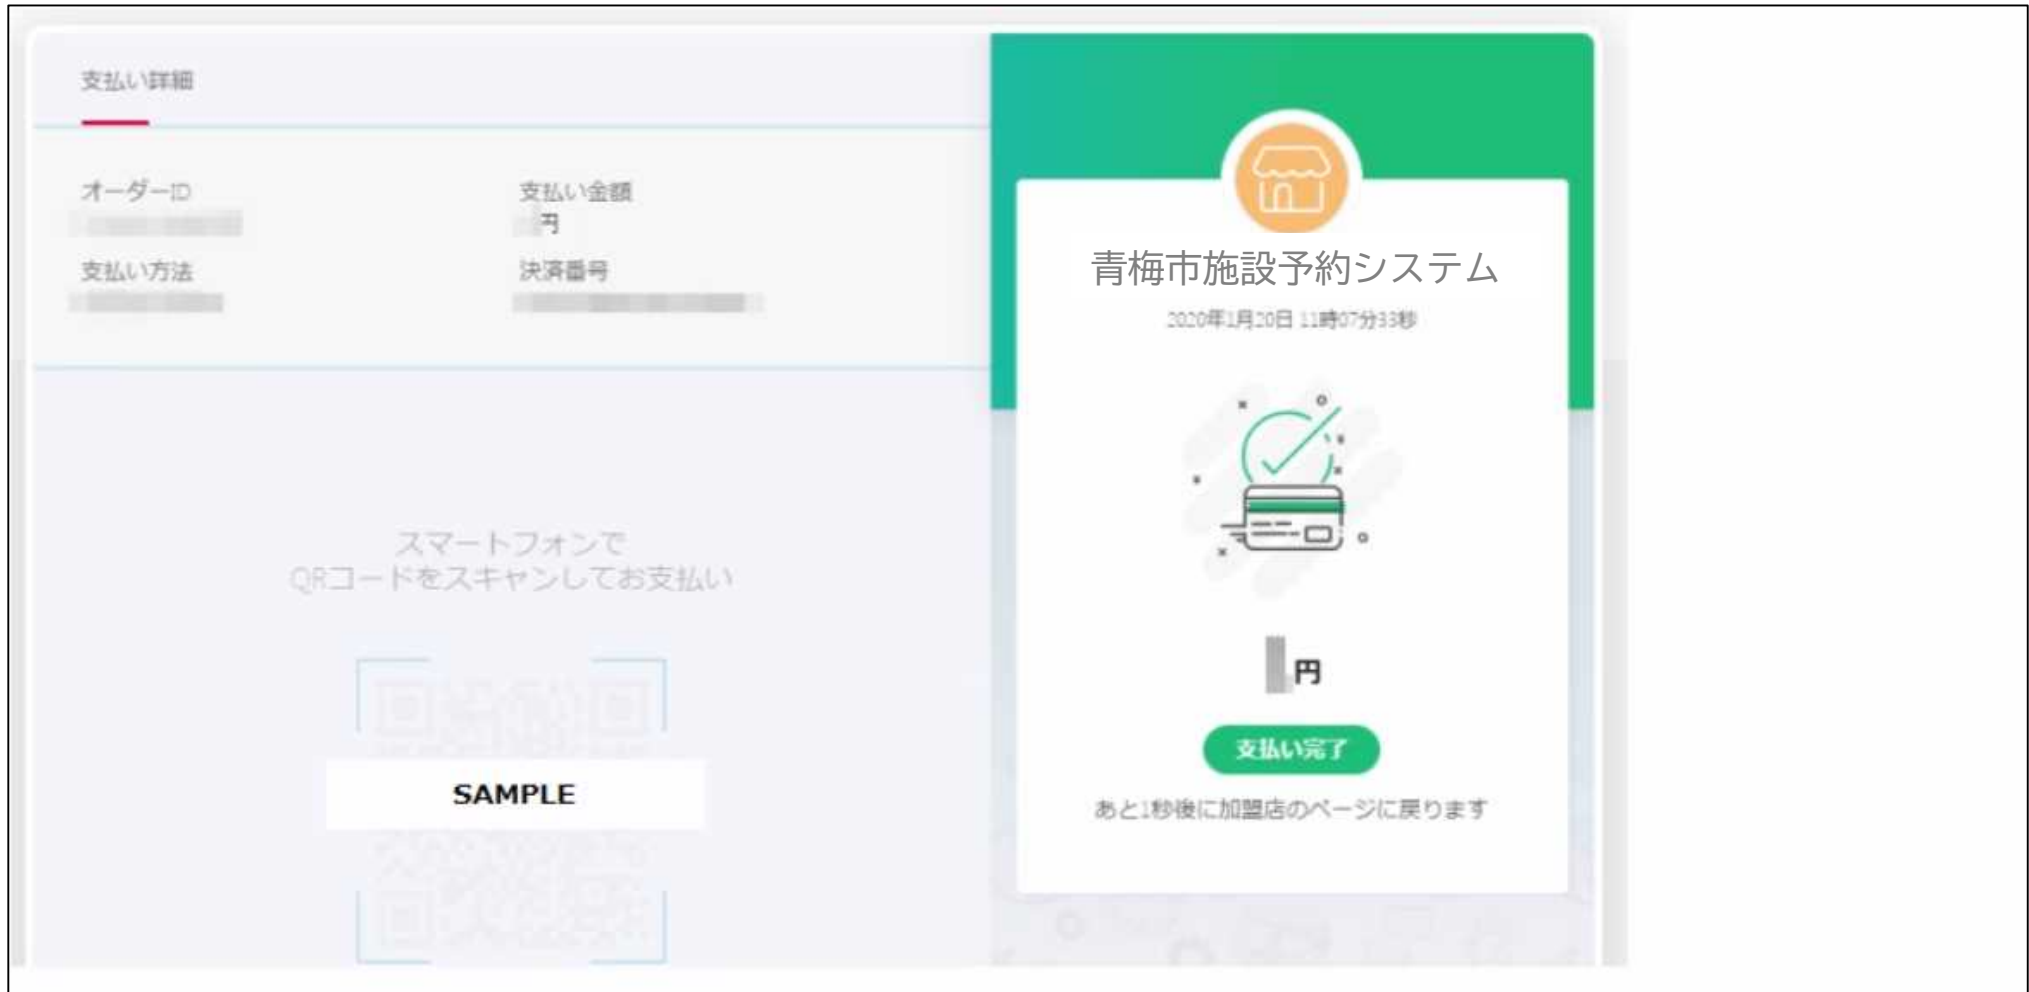 支払い詳細
オーダーID
支払い金額
円
支払い方法
決済番号
スマートフォンで
QRコードをスキャンしてお支払い
SAMPLE
青梅市施設予約システム
2020年1月20日 11時07分33秒
円
支払い完了
あと1秒後に加盟店のページに戻ります